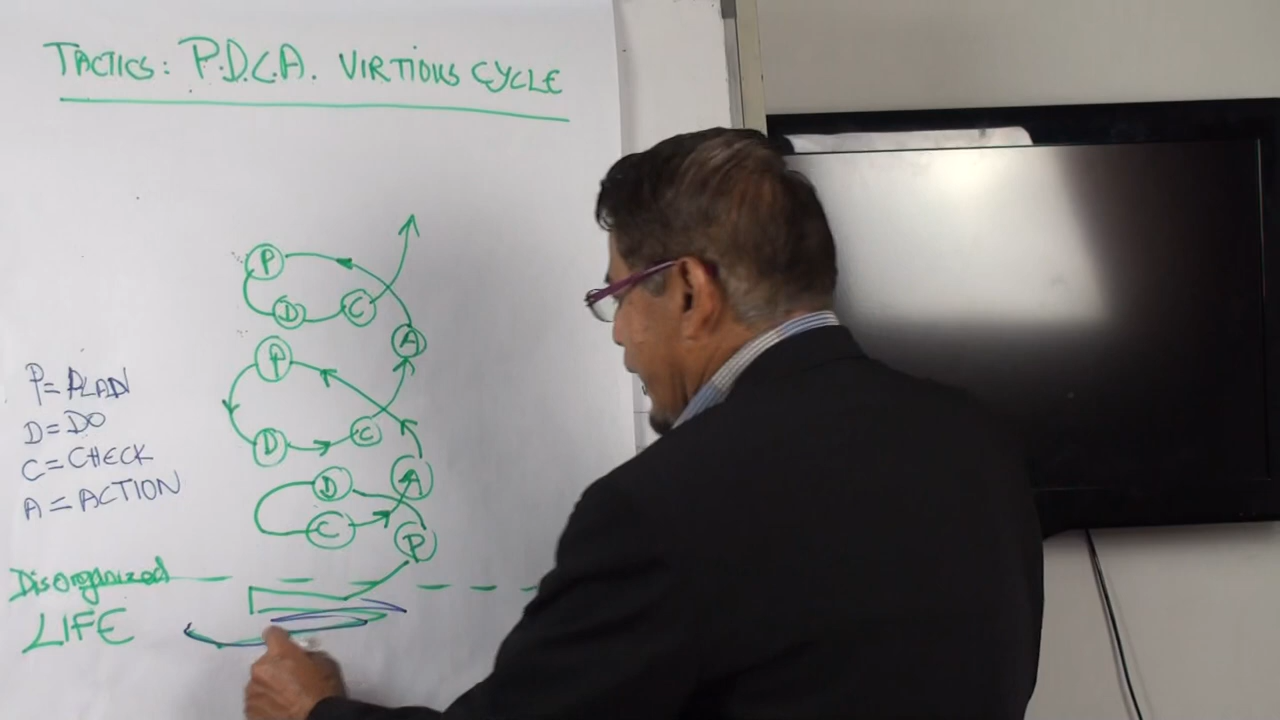 TACTICS: P.D.C.A. VIRTIOUS CYCLE
P
D
C
A
P
D
C
A
D
C
P
P=PLAN
D=DO
C=CHECK
A=ACTION
Disorganized
LIFE